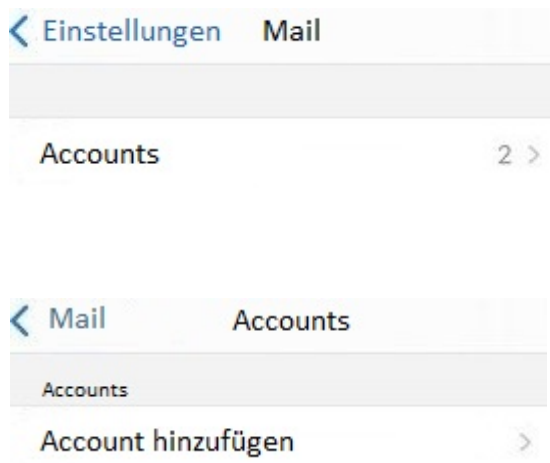 Einstellungen Mail
Accounts 2
Mail Accounts
Accounts
Account hinzufügen